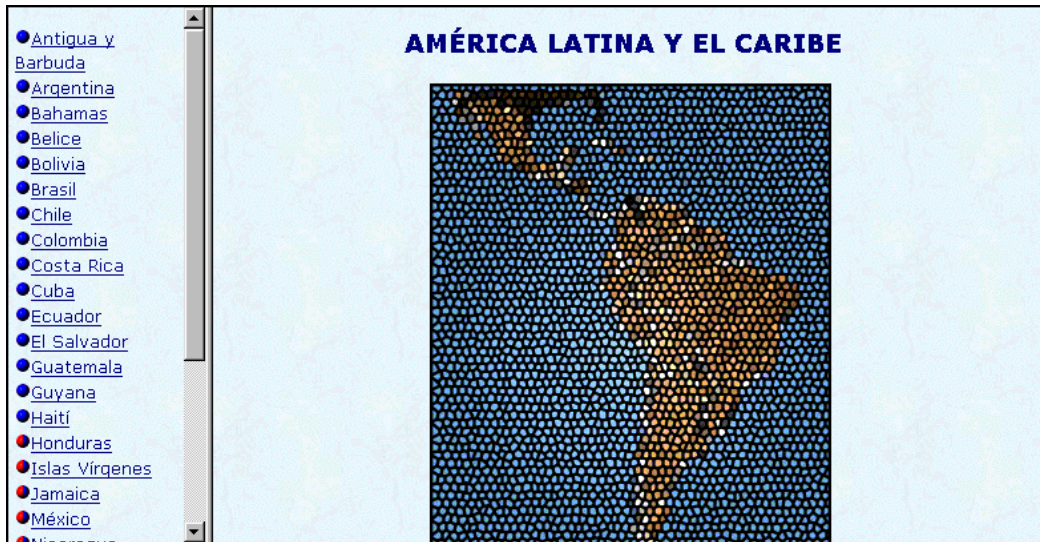 Antigua y
Barbuda
Argentina
Bahamas
Belice
Bolivia
Brasil
Chile
Colombia
Costa Rica
Cuba
Ecuador
El Salvador
Guatemala
Guyana
Haití
Honduras
Islas Vírgenes
Jamaica
México
Nicaragua
AMÉRICA LATINA Y EL CARIBE